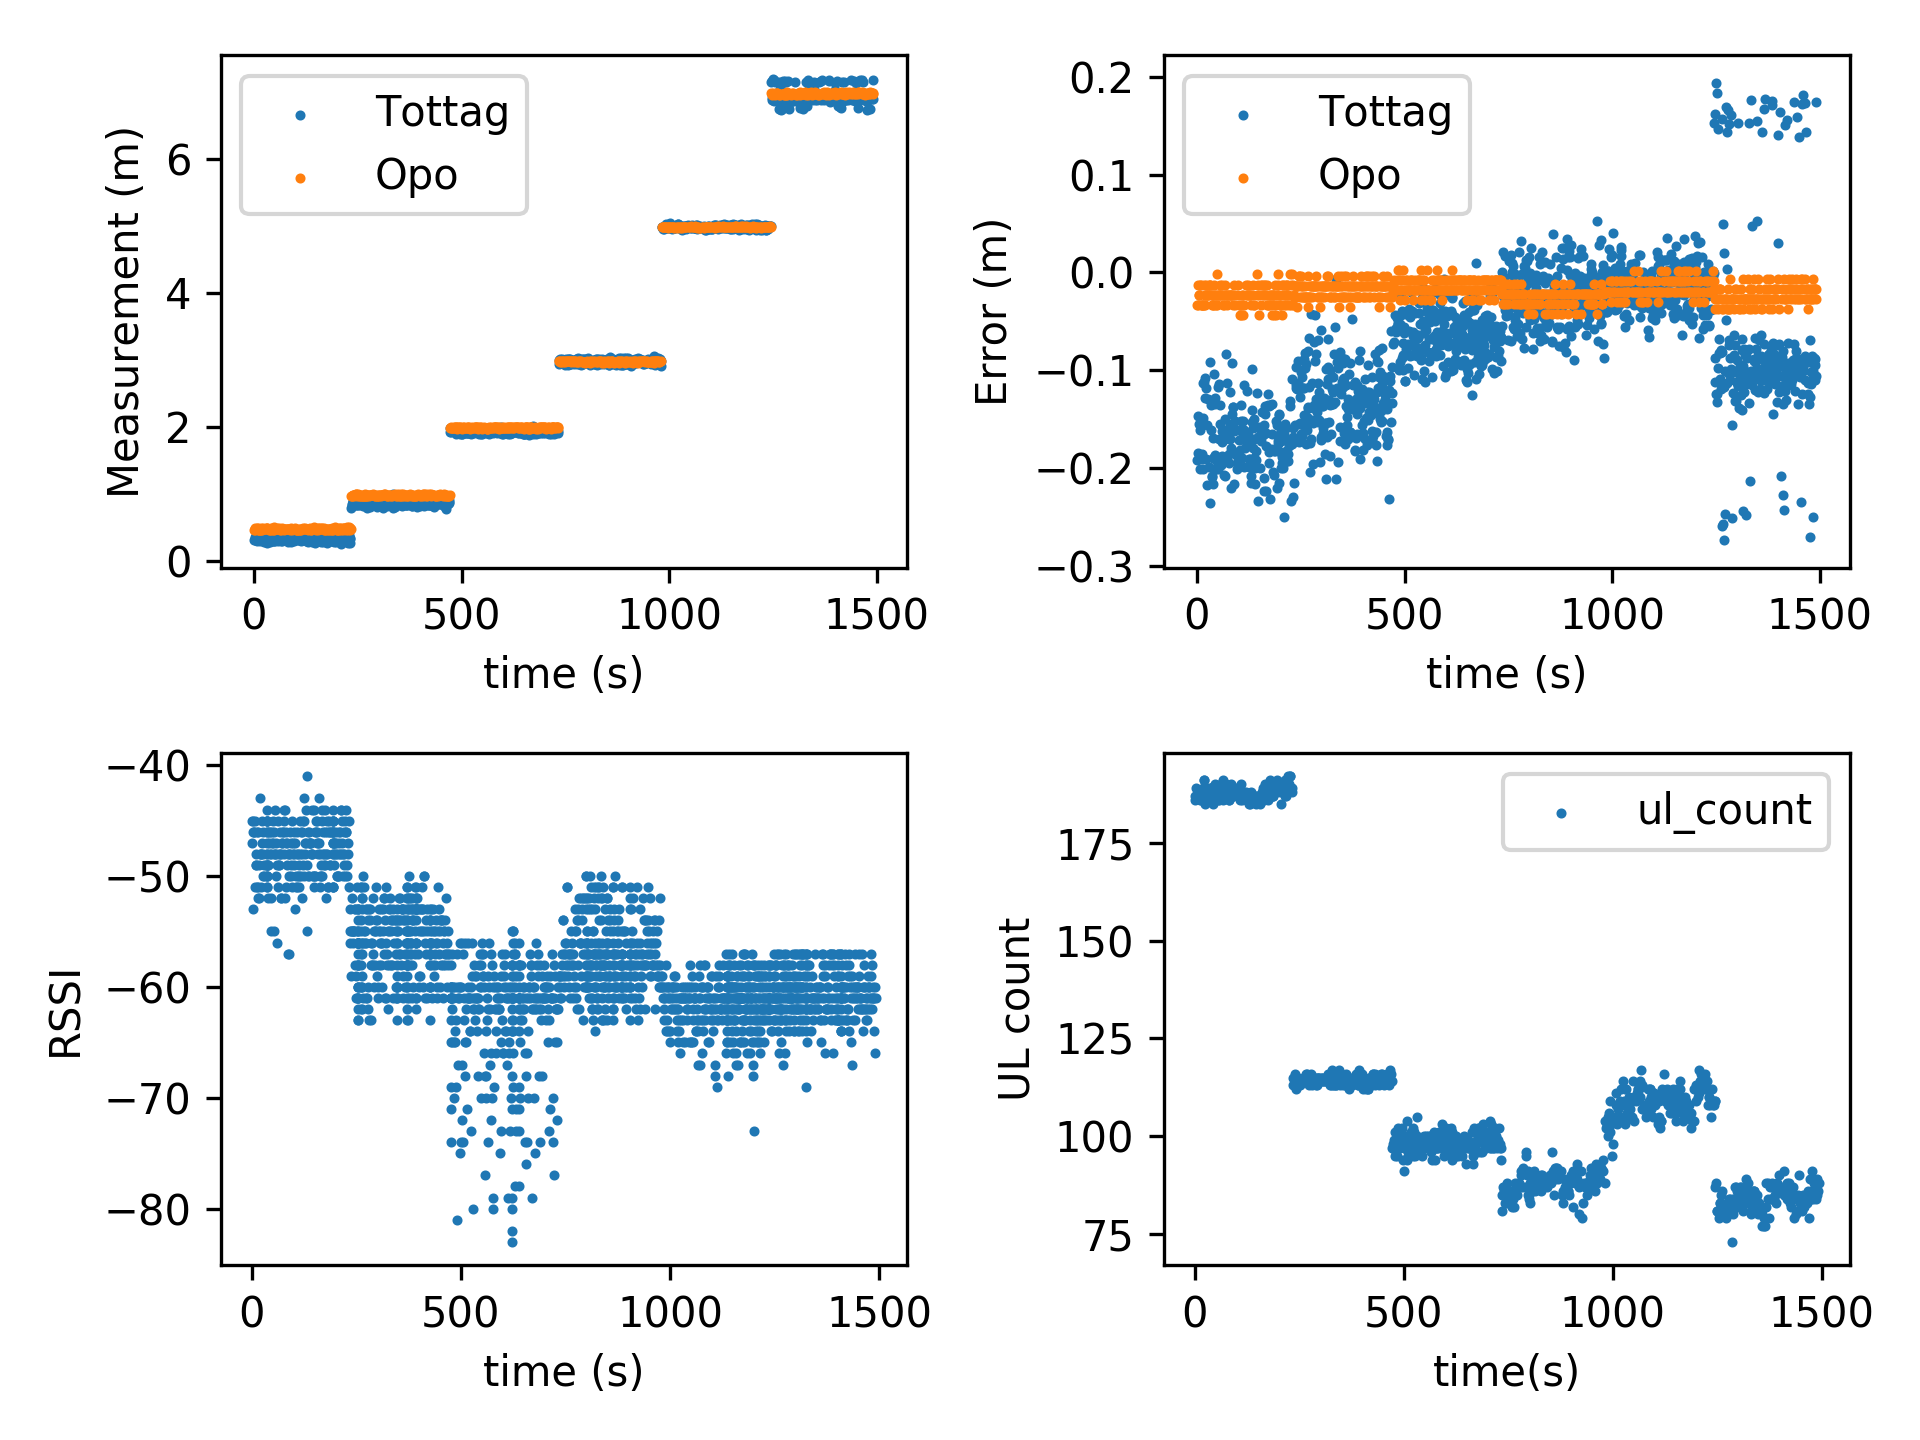 Measurement (m)
6
4
2
0
Tottag
Opo
0 500 1000 1500
time (s)
Error (m)
0.2
0.1
0.0
−0.1
−0.2
−0.3
Tottag
Opo
0 500 1000 1500
time (s)
RSSI
−40
−50
−60
−70
−80
0 500 1000 1500
time (s)
UL count
175
150
125
100
75
ul_count
0 500 1000 1500
time(s)